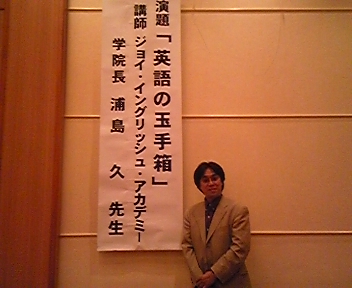 演題「英語の玉手箱」
講師 ジョイ・イングリッシュ・アカデミー
学院長 浦島 久 先生